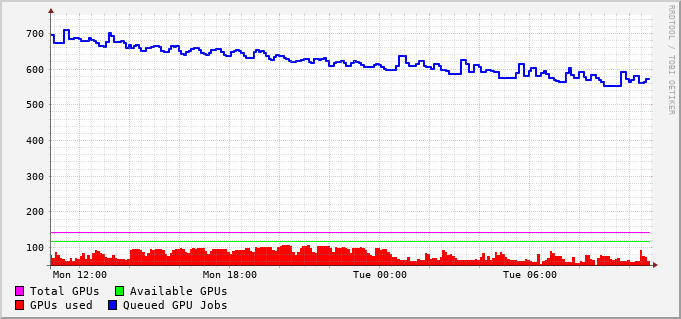 700
600
500
400
300
200
100
Mon 12:00 Mon 18:00 Tue 00:00 Tue 06:00
Total GPUs Available GPUs
GPUs used Queued GPU Jobs
RRDTOOL / TOBI OETIKER